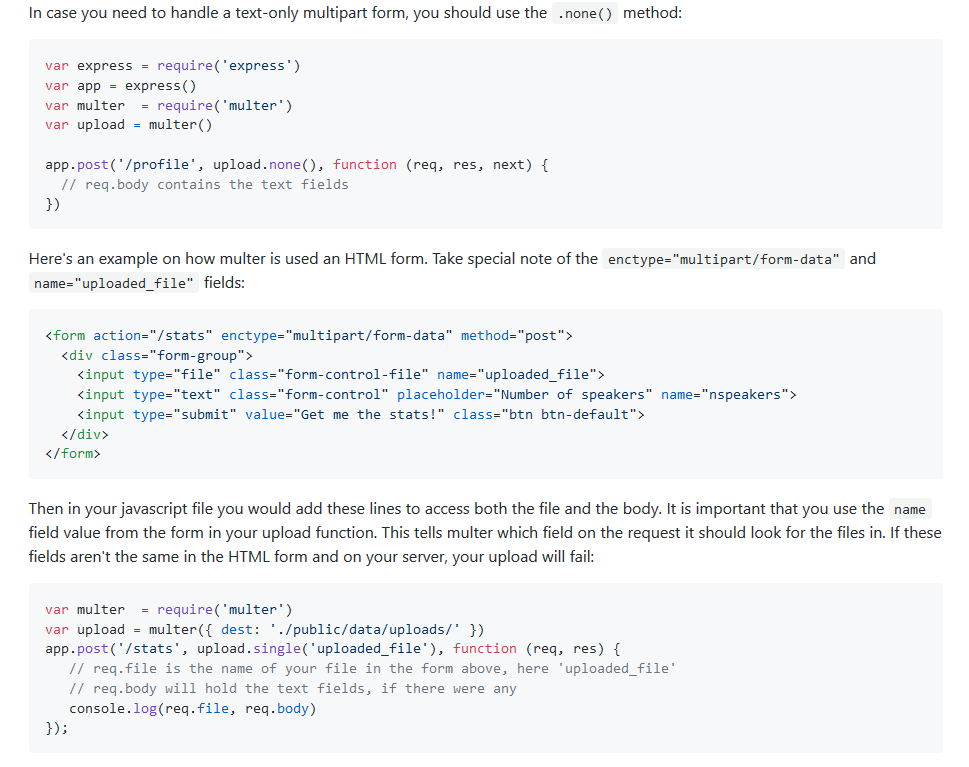 In case you need to handle a text-only multipart form, you should use the .none() method:
var express = require('express')
var app = express()
var multer  = require('multer')
var upload = multer()

app.post('/profile', upload.none(), function (req, res, next) {
  // req.body contains the text fields
})
Here's an example on how multer is used an HTML form. Take special note of the enctype="multipart/form-data" and
name="uploaded_file" fields:
<form action="/stats" enctype="multipart/form-data" method="post">
  <div class="form-group">
    <input type="file" class="form-control-file" name="uploaded_file">
    <input type="text" class="form-control" placeholder="Number of speakers" name="nspeakers">
    <input type="submit" value="Get me the stats!" class="btn btn-default">
  </div>
</form>
Then in your javascript file you would add these lines to access both the file and the body. It is important that you use the name
field value from the form in your upload function. This tells multer which field on the request it should look for the files in. If these
fields aren't the same in the HTML form and on your server, your upload will fail:
var multer  = require('multer')
var upload = multer({ dest: './public/data/uploads/' })
app.post('/stats', upload.single('uploaded_file'), function (req, res) {
   // req.file is the name of your file in the form above, here 'uploaded_file'
   // req.body will hold the text fields, if there were any
   console.log(req.file, req.body)
});